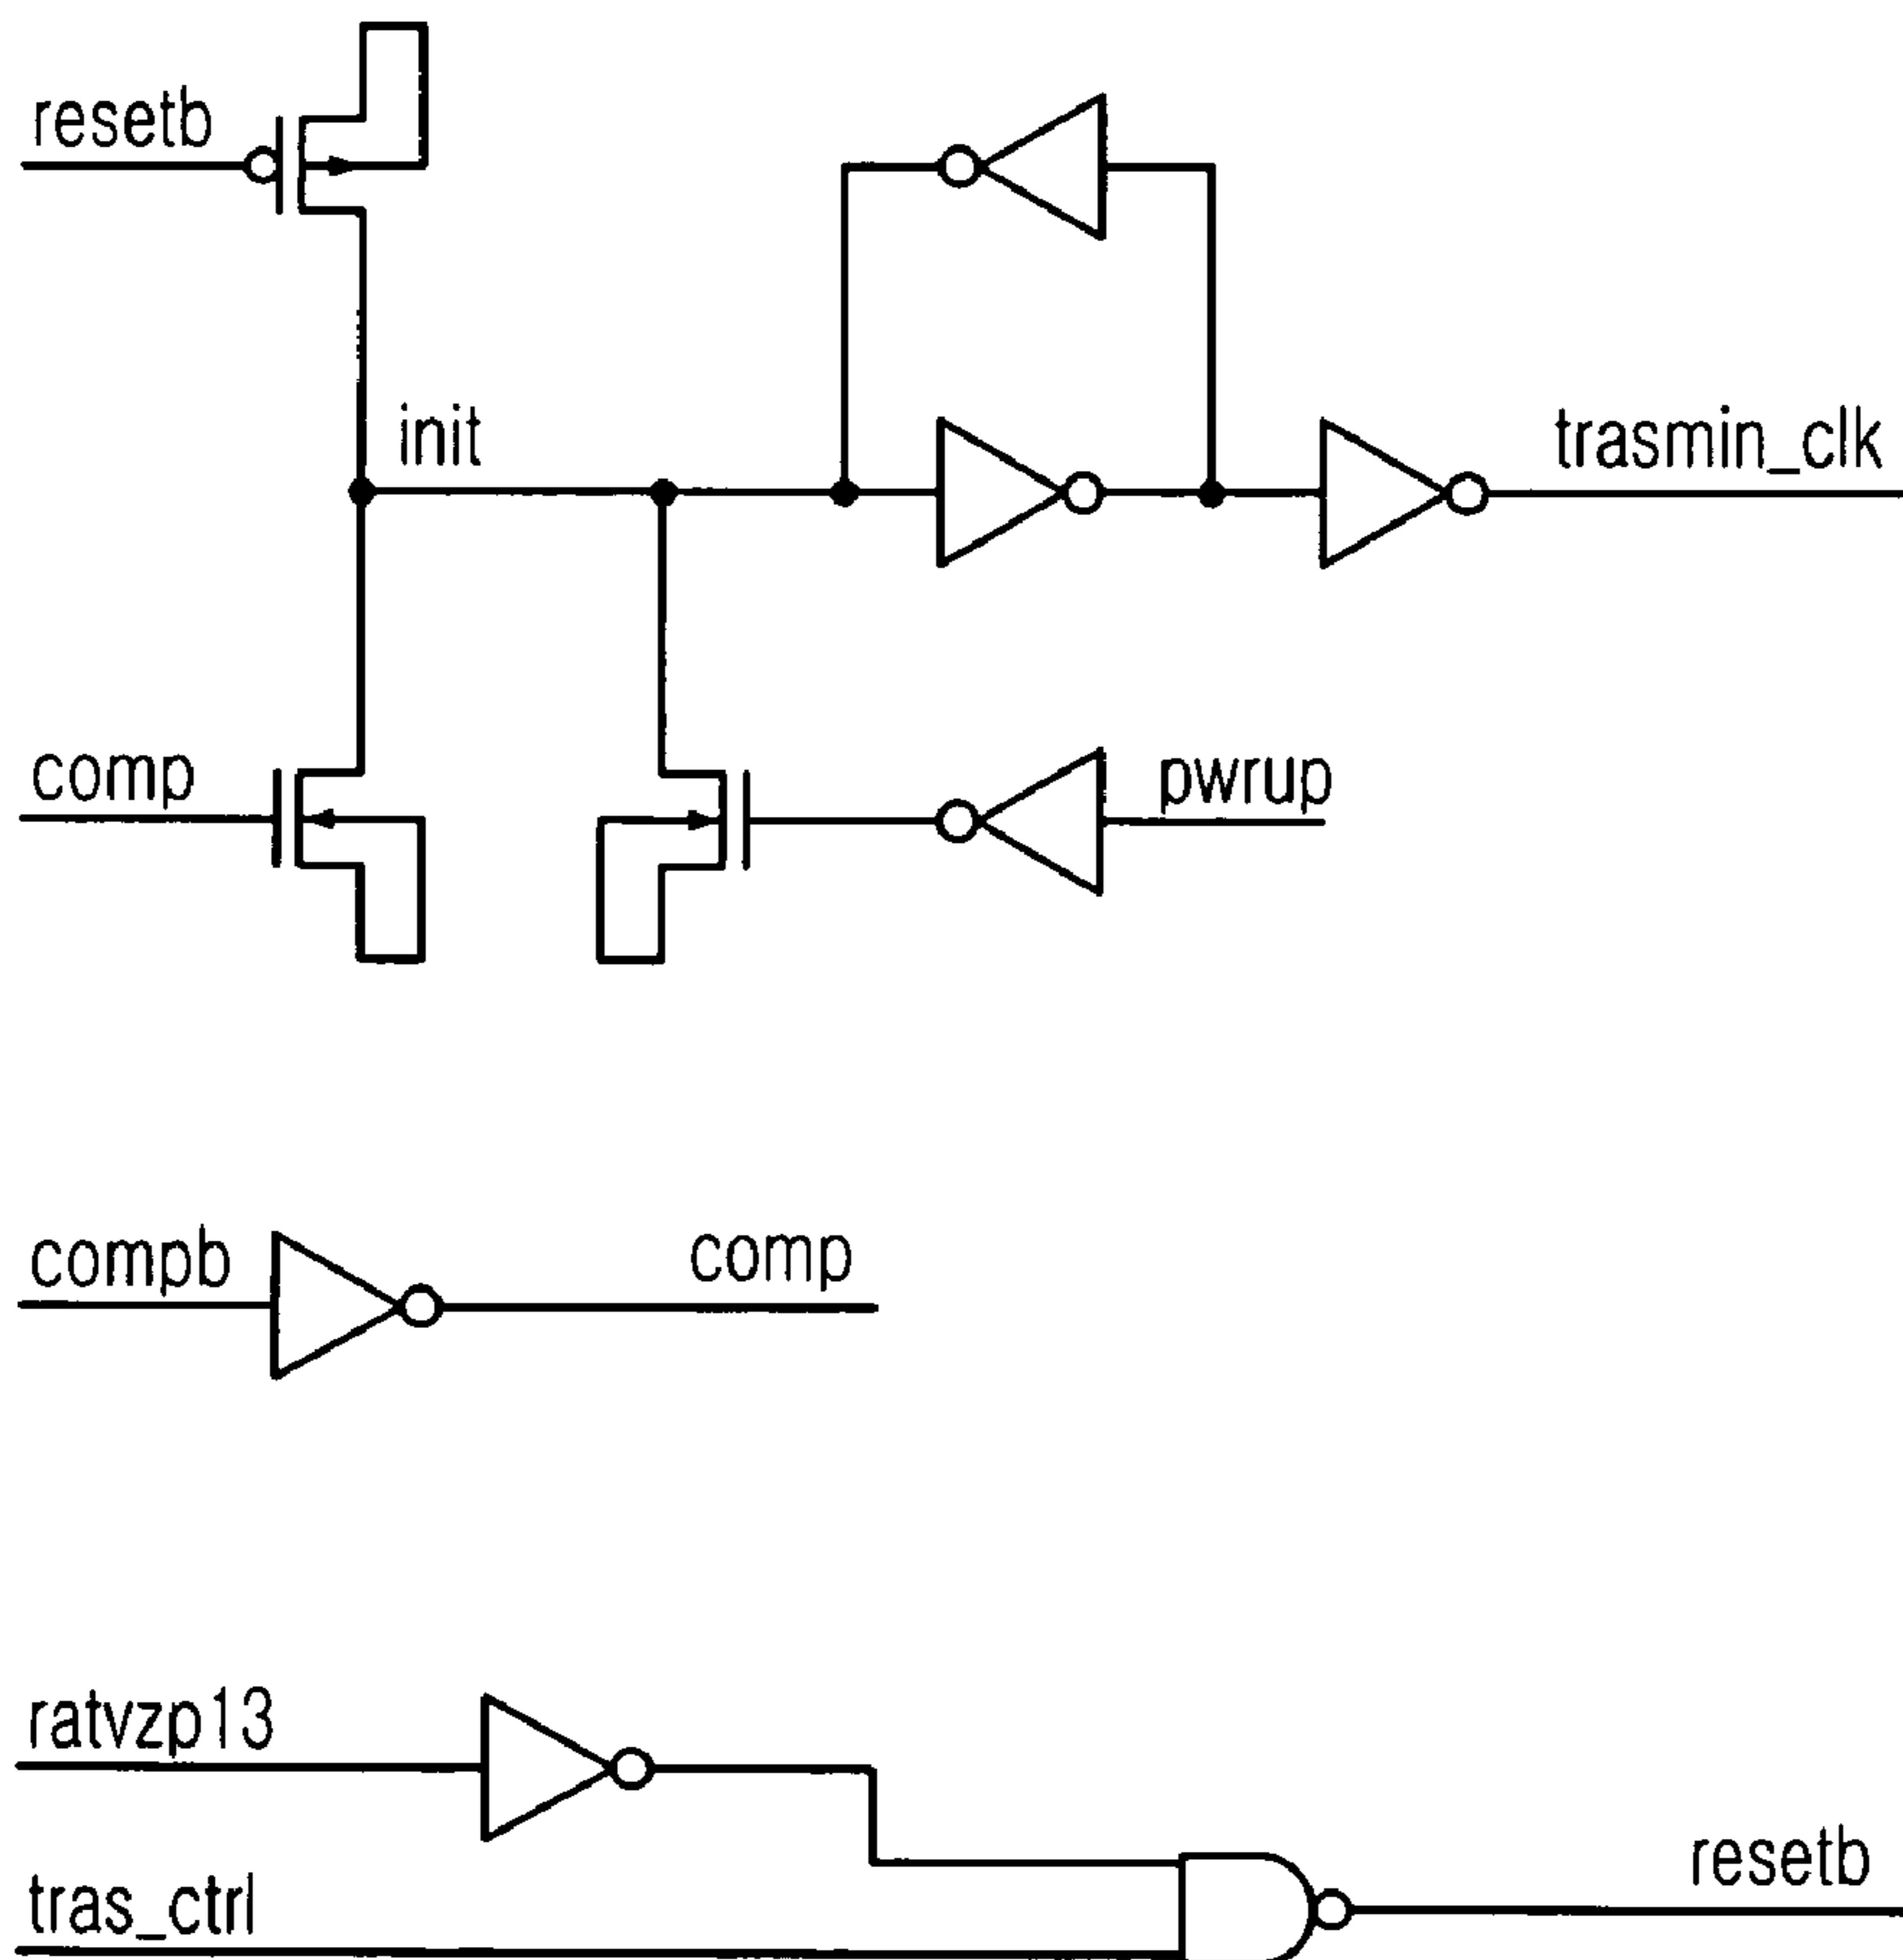 resetb
init
trasmin_clk
comp
pwrup
compb
comp
ratvzp13
resetb
tras_ctrl